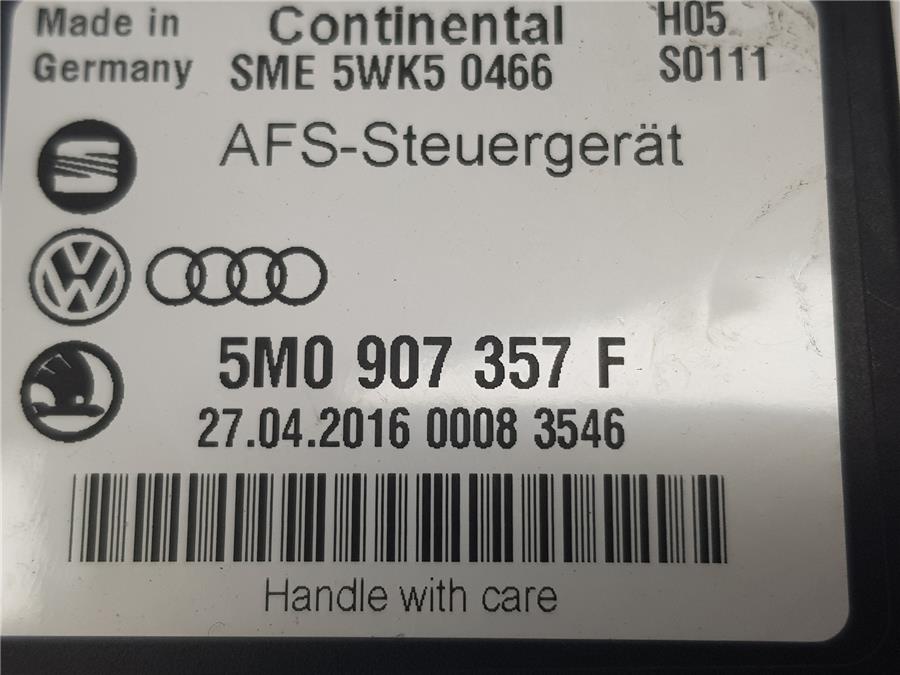 Made in Continental H05
Germany SME 5WK5 0466 S0111
AFS-Steuergerät
5M0 907 357 F
27.04.2016 0008 3546
Handle with care